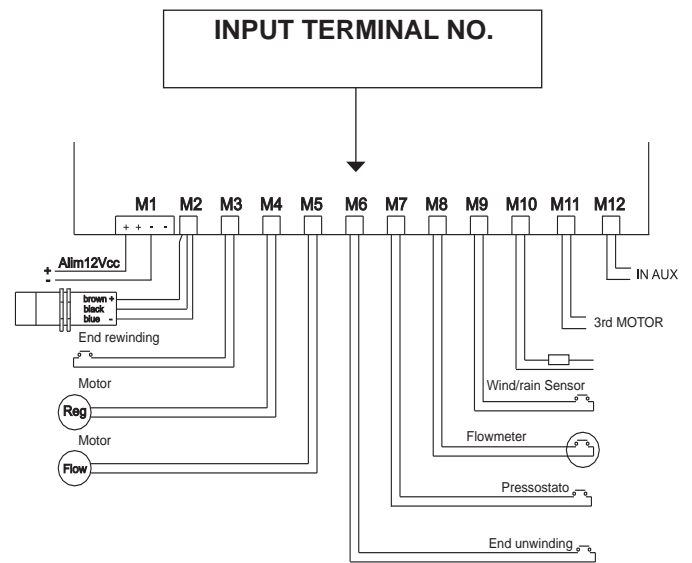 INPUT TERMINAL NO.
M1 M2 M3 M4 M5 M6 M7 M8 M9 M10 M11 M12
+ + - -
+ Alim12Vcc
-
IN AUX
brown +
black
blue -
3rd MOTOR
End rewinding
Motor
Wind/rain Sensor
Reg
Motor
Flowmeter
Flow
Pressostato
End unwinding